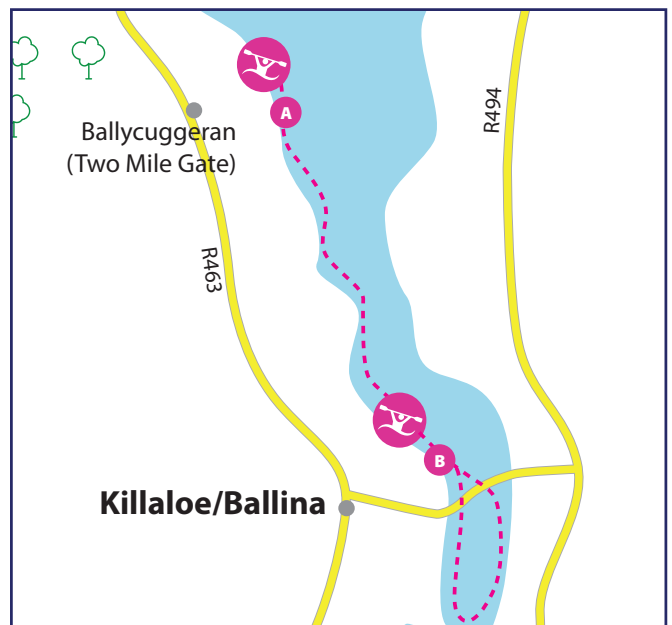 A
R494
Ballycuggeran
(Two Mile Gate)
R463
B
Killaloe/Ballina